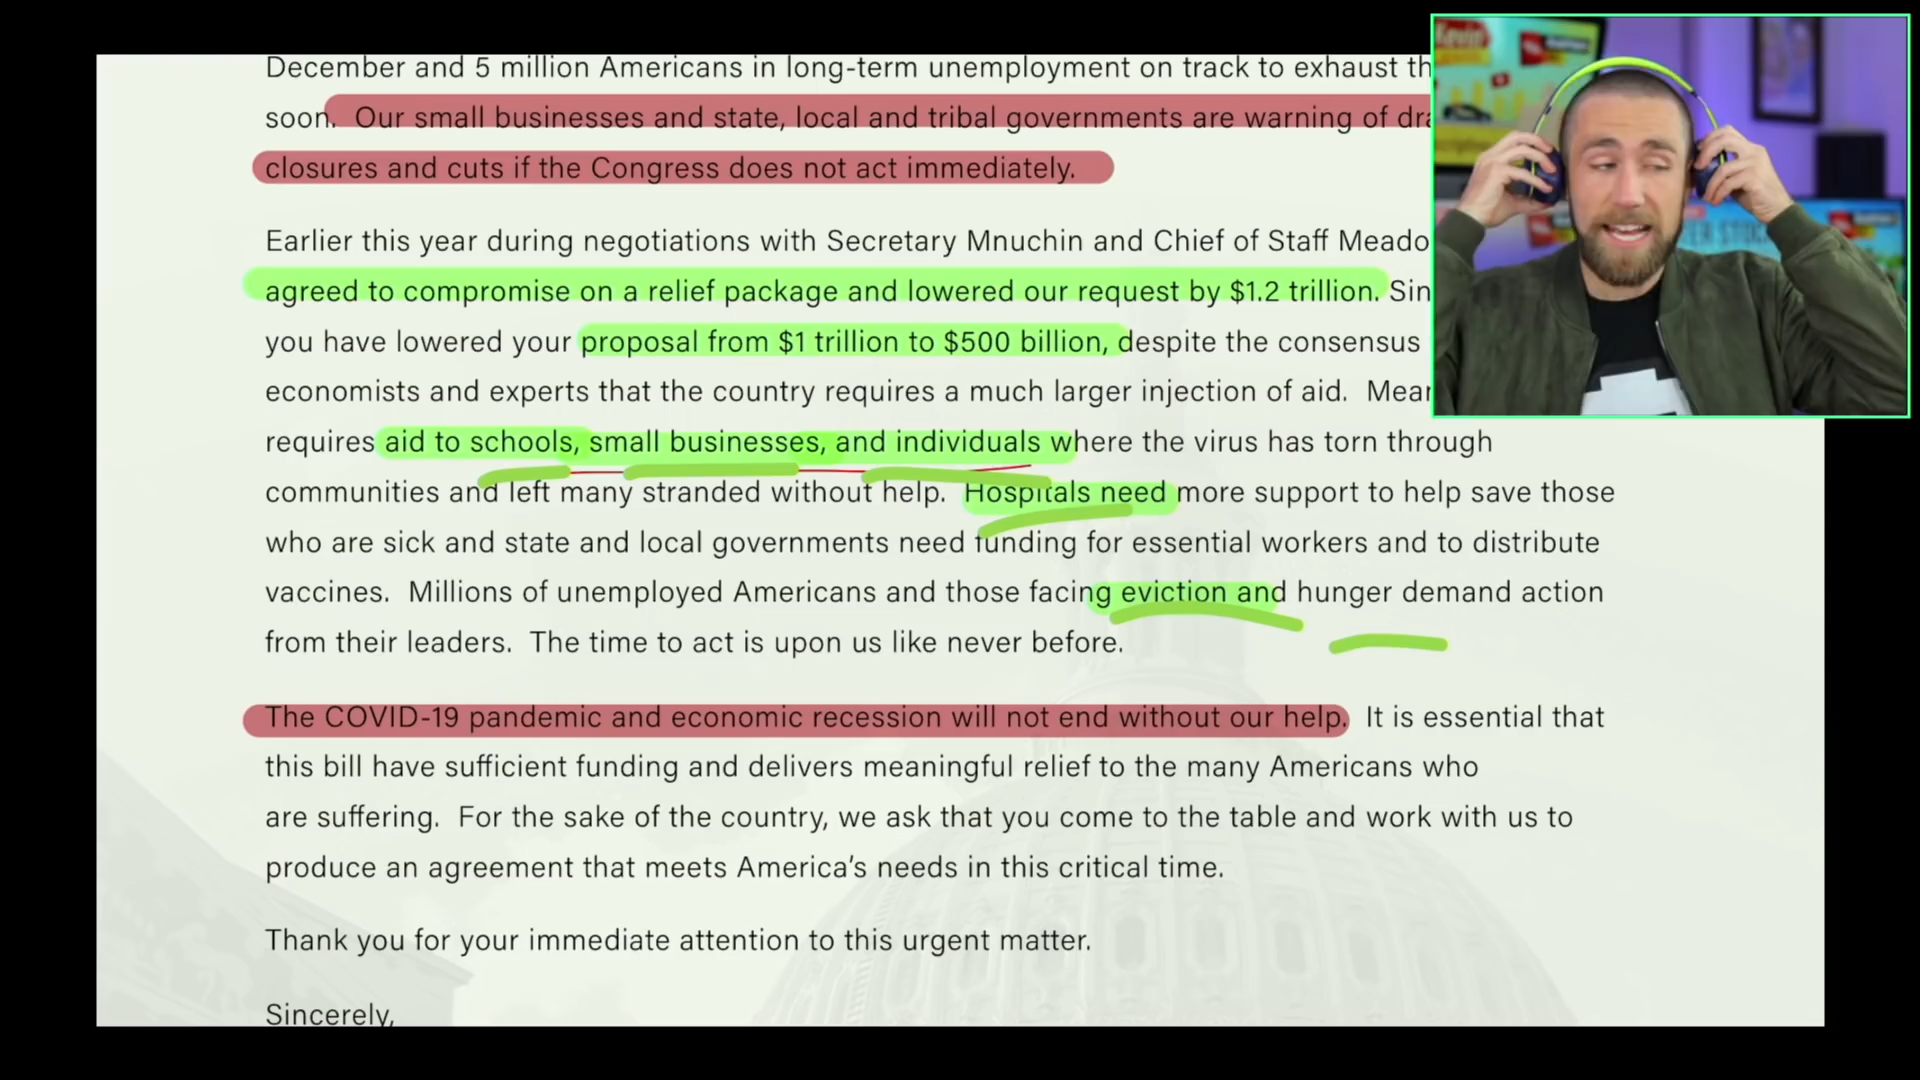 December and 5 million Americans in long-term unemployment on track to exhaust
soon.  Our small businesses and state, local and tribal governments are warning of
closures and cuts if the Congress does not act immediately.
Earlier this year during negotiations with Secretary Mnuchin and Chief of Staff
agreed to compromise on a relief package and lowered our request by $1.2 trillion.
you have lowered your proposal from $1 trillion to $500 billion, despite the consensus
economists and experts that the country requires a much larger injection of aid.
requires aid to schools, small businesses, and individuals where the virus has torn through
communities and left many stranded without help.  Hospitals need more support to help save those
who are sick and state and local governments need funding for essential workers and to distribute
vaccines.  Millions of unemployed Americans and those facing eviction and hunger demand action
from their leaders.  The time to act is upon us like never before.
The COVID-19 pandemic and economic recession will not end without our help.  It is essential that
this bill have sufficient funding and delivers meaningful relief to the many Americans who
are suffering.  For the sake of the country, we ask that you come to the table and work with us to
produce an agreement that meets America's needs in this critical time.
Thank you for your immediate attention to this urgent matter.
Sincerely,